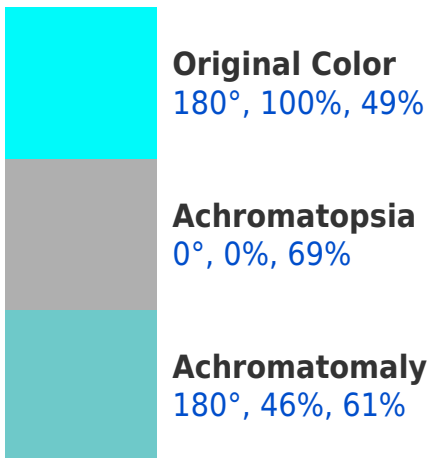 Original Color
180°, 100%, 49%
Achromatopsia
0°, 0%, 69%
Achromatomaly
180°, 46%, 61%